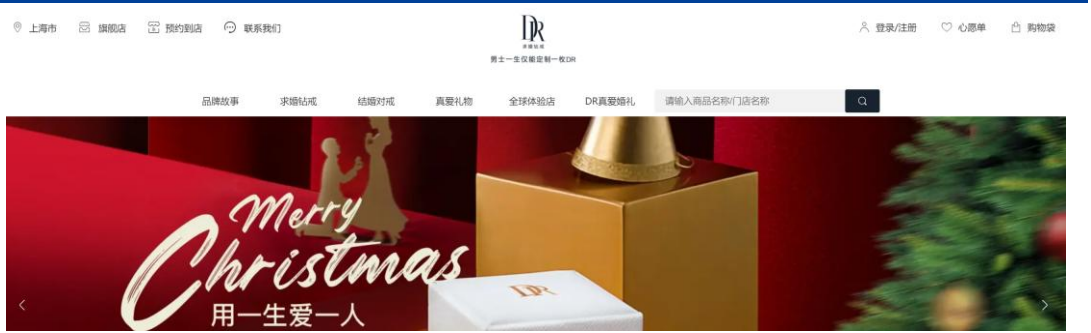 上海市 旗舰店 预约到店 联系我们
DR
求婚钻戒
男士一生仅能定制一枚DR
登录/注册 心愿单 购物袋
品牌故事 求婚钻戒 结婚对戒 真爱礼物 全球体验店 DR真爱婚礼 请输入商品名称/门店名称
Merry
Christmas
用一生爱一人
DR